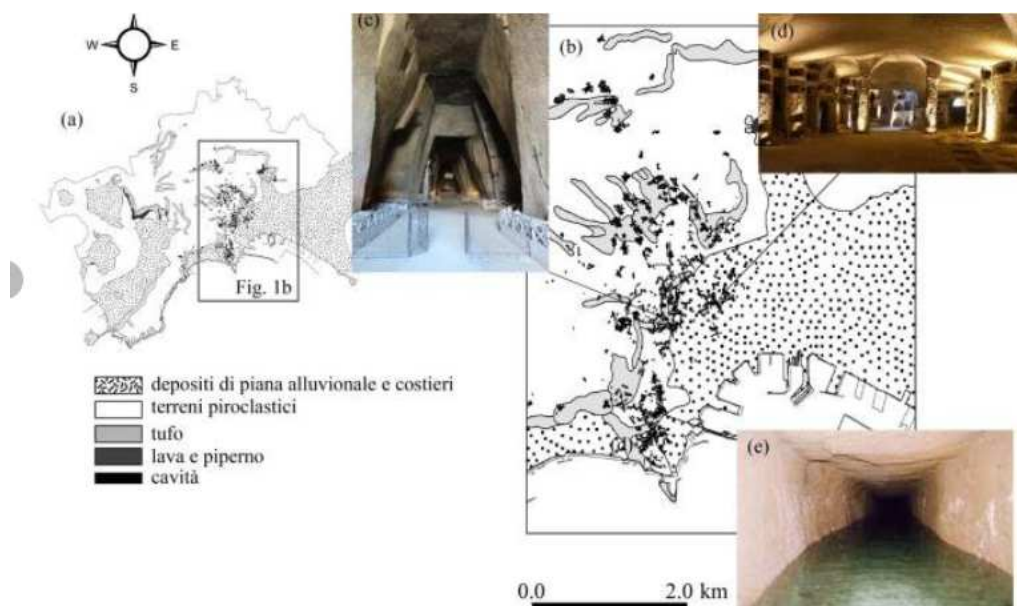 N
W
E
S
(a)
(b)
(c)
(d)
(e)
Fig. 1b
depositi di piana alluvionale e costieri
terreni piroclastici
tufo
lava e piperno
cavità
0.0
2.0 km